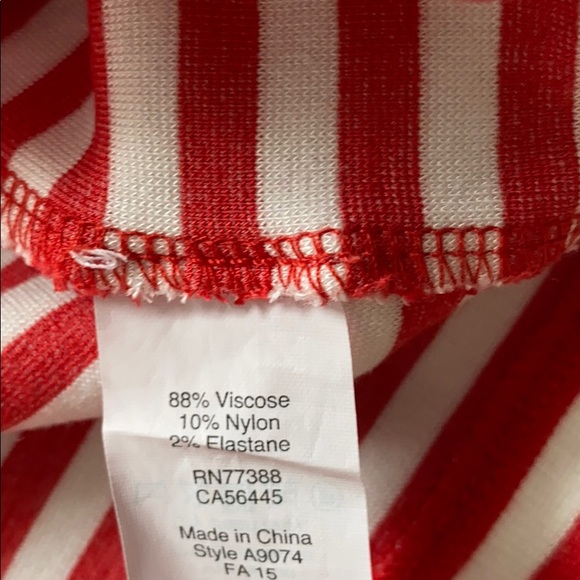 88% Viscose
10% Nylon
2% Elastane
RN77388
CA56445
Made in China
Style A9074
FA 15